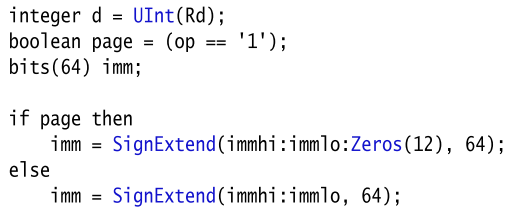 integer d = UInt(Rd);
boolean page = (op == '1');
bits(64) imm;
if page then
imm = SignExtend(immhi:immlo:Zeros(12), 64);
else
imm = SignExtend(immhi:immlo, 64);